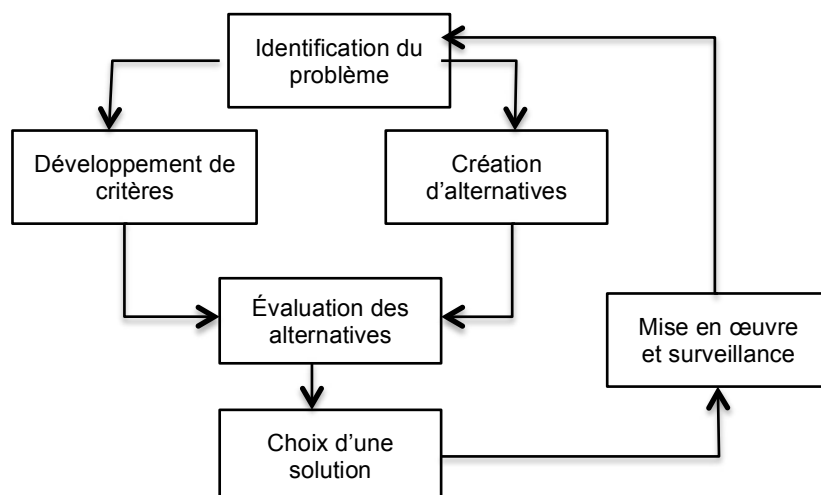 Identification du
problème
Développement de
critères
Création
d'alternatives
Évaluation des
alternatives
Mise en œuvre
et surveillance
Choix d'une
solution